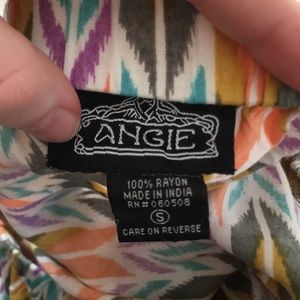 ANGIE
100% RAYON
MADE IN INDIA
RN# 060508
S
CARE ON REVERSE